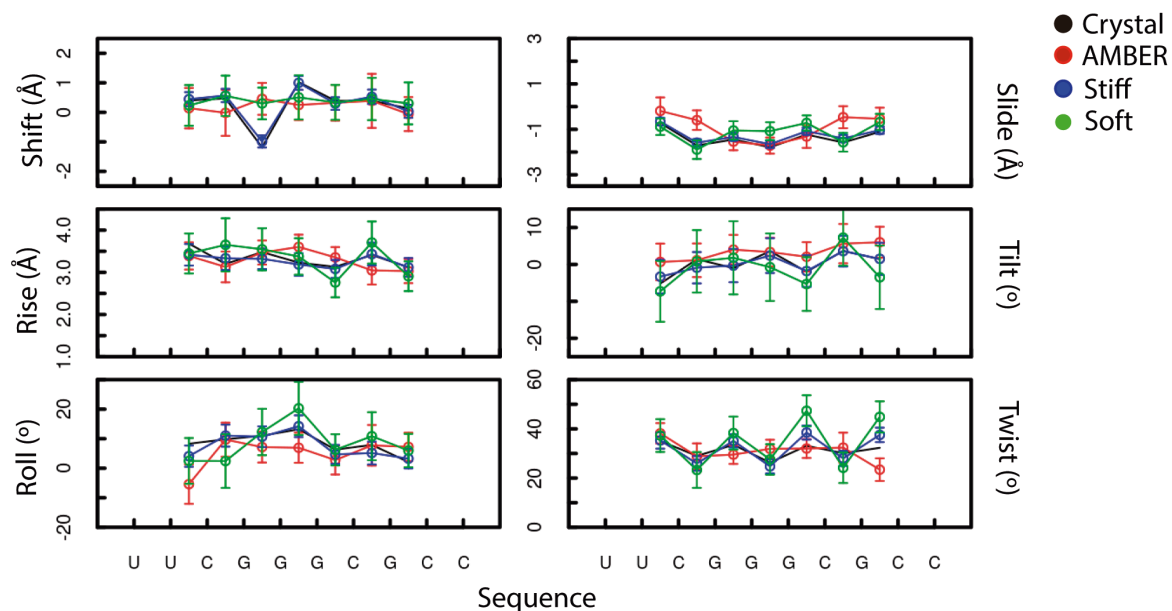 Crystal
AMBER
Stiff
Soft
Shift (Å)
2
1
0
-2
Slide (Å)
3
1
-1
-3
Rise (Å)
4.0
3.0
2.0
1.0
Tilt (º)
10
0
-20
Roll (º)
20
0
-20
Twist (º)
60
40
20
0
U U C G G G C G C C
U U C G G G C G C C
Sequence